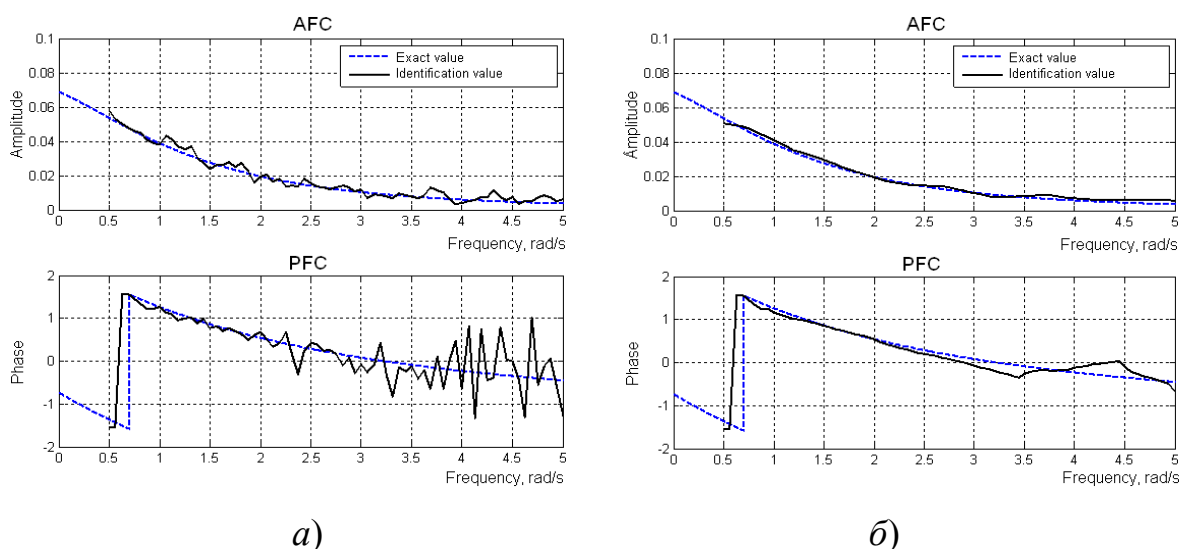 AFC
0.1
0.08
0.06
0.04
0.02
0
Amplitude
Exact value
Identification value
0 0.5 1 1.5 2 2.5 3 3.5 4 4.5 5
Frequency, rad/s
PFC
2
1
0
-1
-2
Phase
0 0.5 1 1.5 2 2.5 3 3.5 4 4.5 5
Frequency, rad/s
а)
AFC
0.1
0.08
0.06
0.04
0.02
0
Amplitude
Exact value
Identification value
0 0.5 1 1.5 2 2.5 3 3.5 4 4.5 5
Frequency, rad/s
PFC
2
1
0
-1
-2
Phase
0 0.5 1 1.5 2 2.5 3 3.5 4 4.5 5
Frequency, rad/s
б)